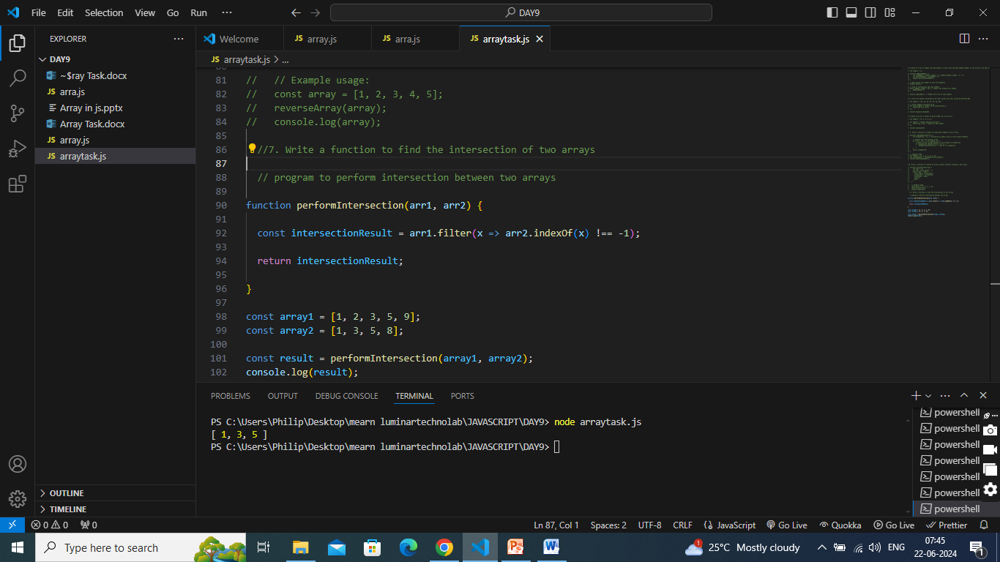 File Edit Selection View Go Run ··· DAY9
EXPLORER ···
DAY9
~$ray Task.docx
JS arra.js
Array in js.pptx
Array Task.docx
JS array.js
JS arraytask.js
OUTLINE
TIMELINE
Welcome JS array.js JS arra.js JS arraytask.js
JS arraytask.js > ...
81 // // Example usage:
82 // const array = [1, 2, 3, 4, 5];
83 // reverseArray(array);
84 // console.log(array);
85
86 //7. Write a function to find the intersection of two arrays
87
88 // program to perform intersection between two arrays
89
90 function performIntersection(arr1, arr2) {
91
92 const intersectionResult = arr1.filter(x => arr2.indexOf(x) !== -1);
93
94 return intersectionResult;
95
96 }
97
98 const array1 = [1, 2, 3, 5, 9];
99 const array2 = [1, 3, 5, 8];
100
101 const result = performIntersection(array1, array2);
102 console.log(result);
PROBLEMS OUTPUT DEBUG CONSOLE TERMINAL PORTS
PS C:\Users\Philip\Desktop\mearn luminartechnolab\JAVASCRIPT\DAY9> node arraytask.js
[ 1, 3, 5 ]
PS C:\Users\Philip\Desktop\mearn luminartechnolab\JAVASCRIPT\DAY9>
powershell
powershell
powershell
powershell
powershell
powershell
powershell
0 0 0 Ln 87, Col 1 Spaces: 2 UTF-8 CRLF {} JavaScript Go Live Quokka Go Live Prettier
Type here to search 1 25°C Mostly cloudy ENG 07:45
22-06-2024 1